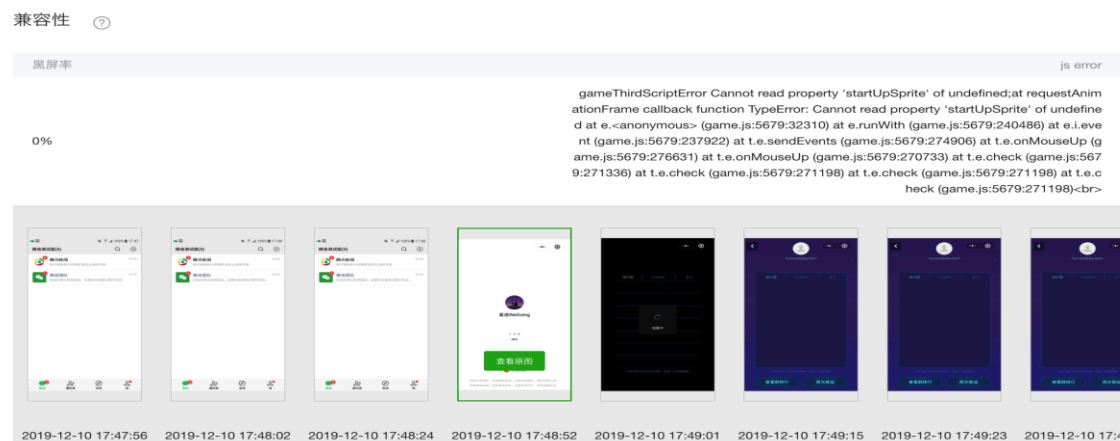 兼容性 ?
黑屏率 js error
gameThirdScriptError Cannot read property 'startUpSprite' of undefined;at requestAnim
ationFrame callback function TypeError: Cannot read property 'startUpSprite' of undefine
d at e.<anonymous> (game.js:5679:32310) at e.runWith (game.js:5679:240486) at e.i.eve
nt (game.js:5679:237922) at t.e.sendEvents (game.js:5679:274906) at t.e.onMouseUp (g
ame.js:5679:276631) at t.e.onMouseUp (game.js:5679:270733) at t.e.check (game.js:567
9:271336) at t.e.check (game.js:5679:271198) at t.e.check (game.js:5679:271198) at t.e.c
heck (game.js:5679:271198)<br>
0%
查看原图
2019-12-10 17:47:56 2019-12-10 17:48:02 2019-12-10 17:48:24 2019-12-10 17:48:52 2019-12-10 17:49:01 2019-12-10 17:49:15 2019-12-10 17:49:23 2019-12-10 17